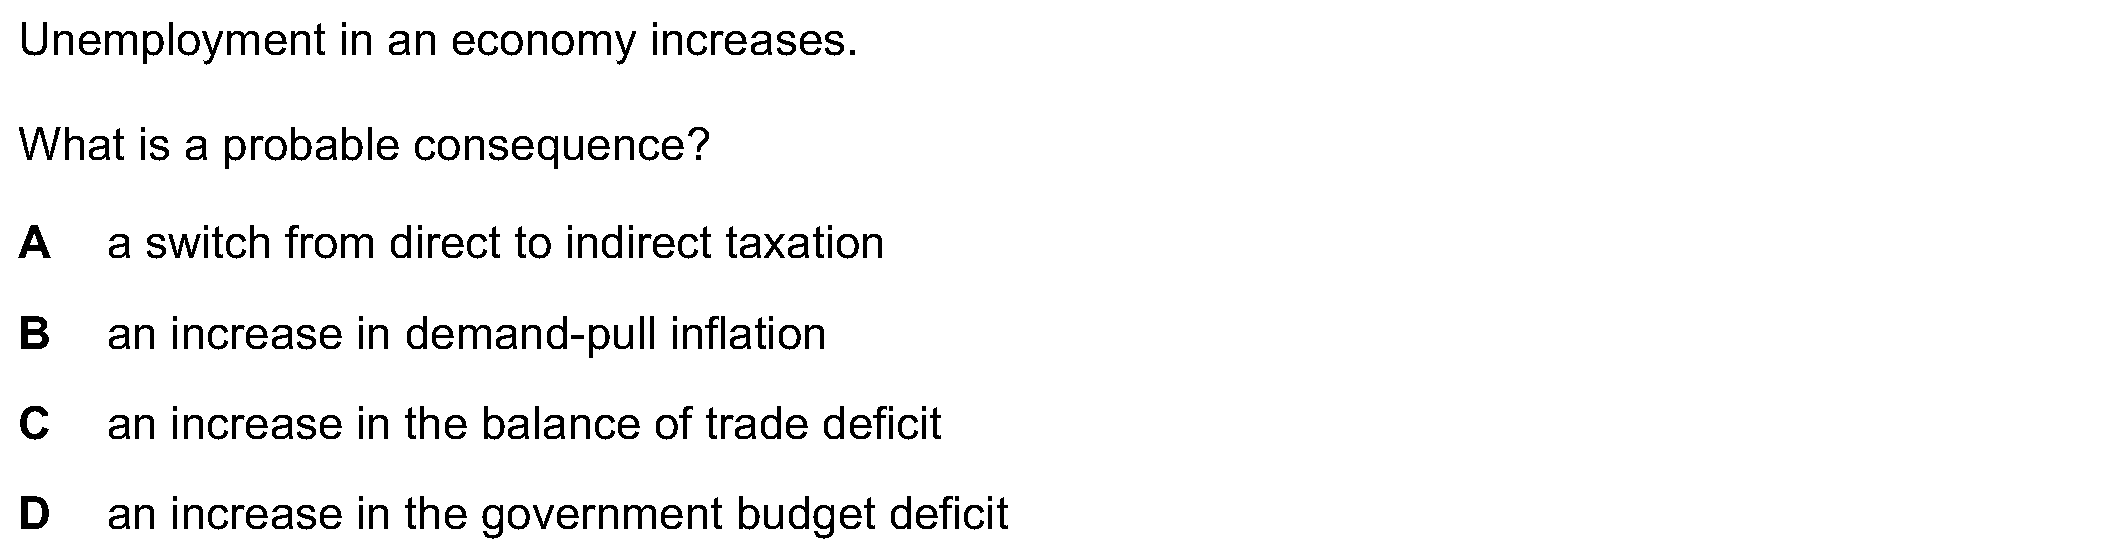 Unemployment in an economy increases.
What is a probable consequence?
A a switch from direct to indirect taxation
B an increase in demand-pull inflation
C an increase in the balance of trade deficit
D an increase in the government budget deficit